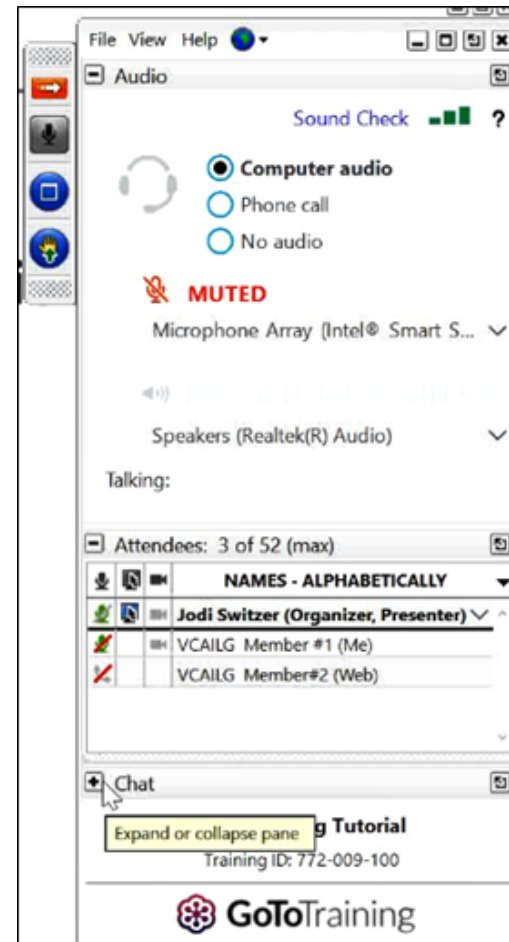 File View Help
Audio
Sound Check ?
Computer audio
Phone call
No audio
MUTED
Microphone Array (Intel® Smart S...
Speakers (Realtek(R) Audio)
Talking:
Attendees: 3 of 52 (max)
NAMES - ALPHABETICALLY
Jodi Switzer (Organizer, Presenter)
VCAILG Member #1 (Me)
VCAILG Member#2 (Web)
Chat
Expand or collapse pane
Tutorial
Training ID: 772-009-100
GoToTraining